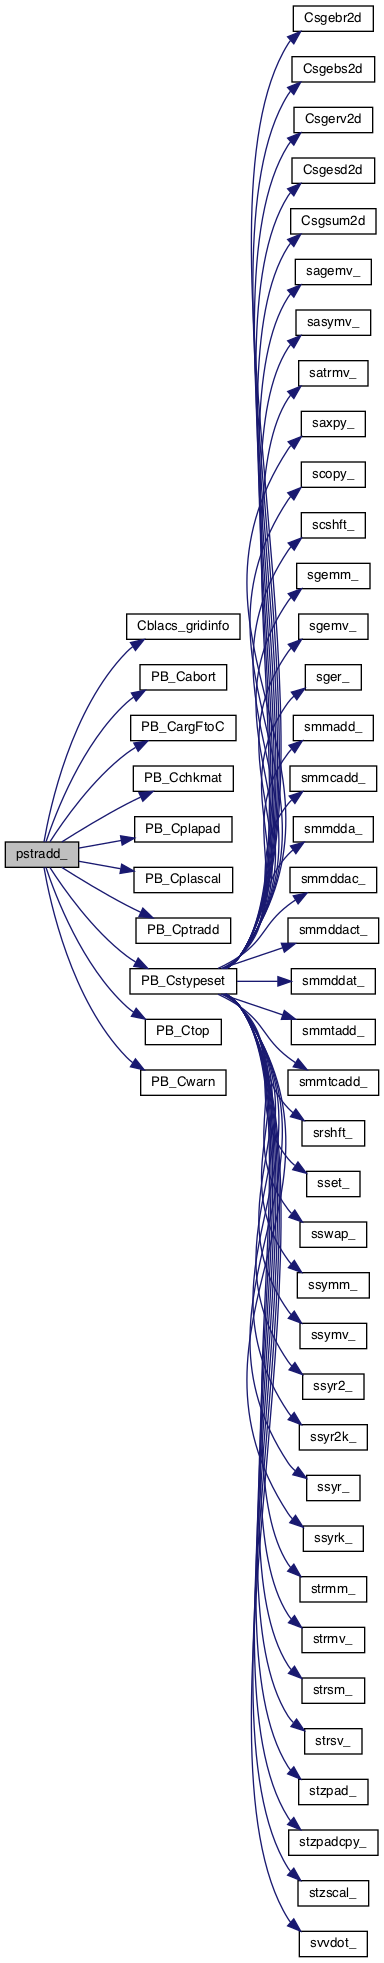 Csgebr2d
Csgebs2d
Csgerv2d
Csgesd2d
Csgsum2d
sagemv_
sasymv_
satrmv_
saxpy_
scopy_
scshft_
sgemm_
sgemv_
sger_
smmadd_
smmcadd_
smmdda_
smmddac_
smmddact_
smmddat_
smmtadd_
smmtcadd_
srshft_
sset_
sswap_
ssymm_
ssymv_
ssyr2_
ssyr2k_
ssyr_
ssyrk_
strmm_
strmv_
strsm_
strsv_
stzpad_
stzpadcpy_
stzscal_
svvdot_
Cblacs_gridinfo
PB_Cabort
PB_CargFtoC
PB_Cchkmat
PB_Cplapad
PB_Cplascal
PB_Cptradd
PB_Cstypeset
PB_Ctop
PB_Cwarn
pstradd_